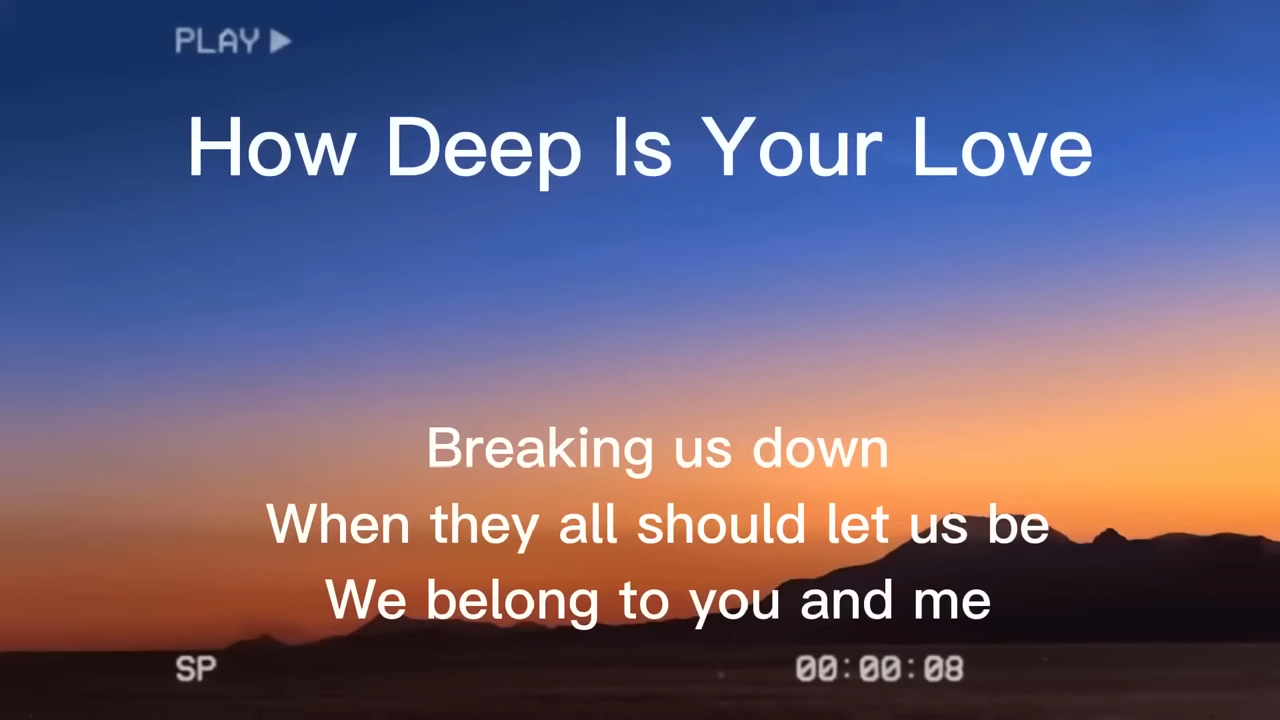 PLAY ▶
How Deep Is Your Love
Breaking us down
When they all should let us be
We belong to you and me
SP
00:00:08